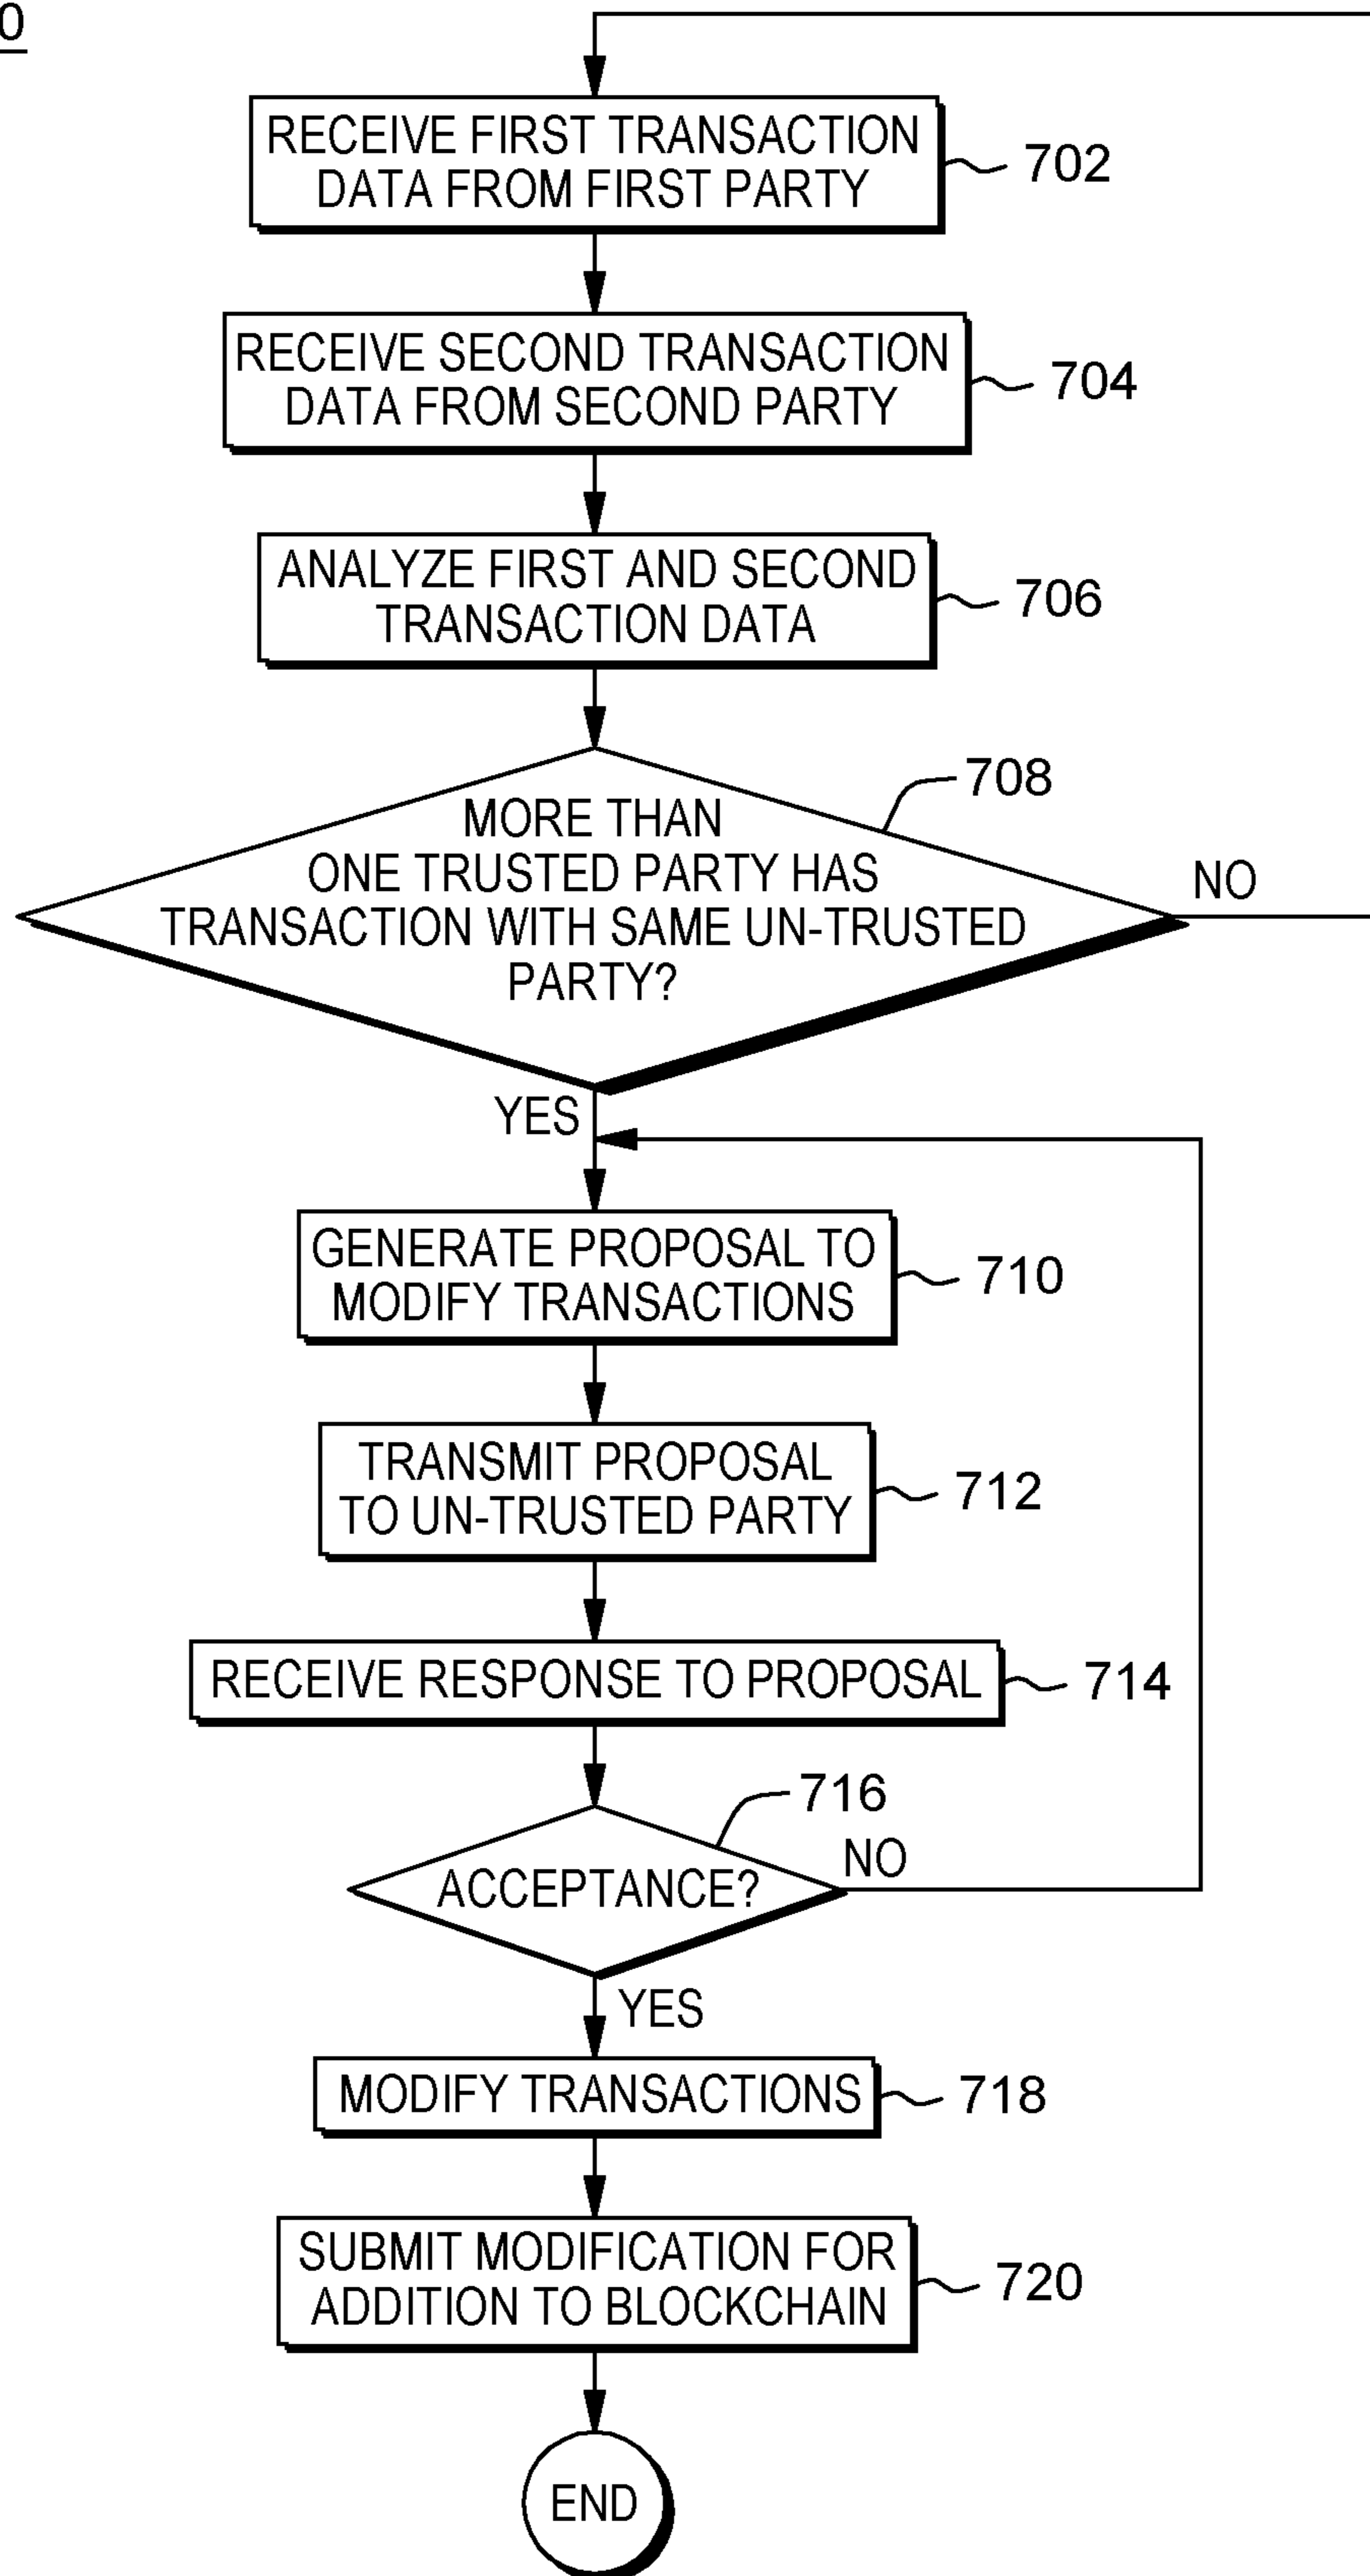 0
RECEIVE FIRST TRANSACTION
DATA FROM FIRST PARTY
702
RECEIVE SECOND TRANSACTION
DATA FROM SECOND PARTY
704
ANALYZE FIRST AND SECOND
TRANSACTION DATA
706
708
MORE THAN
ONE TRUSTED PARTY HAS
TRANSACTION WITH SAME UN-TRUSTED
PARTY?
NO
YES
GENERATE PROPOSAL TO
MODIFY TRANSACTIONS
710
TRANSMIT PROPOSAL
TO UN-TRUSTED PARTY
712
RECEIVE RESPONSE TO PROPOSAL
714
716
ACCEPTANCE?
NO
YES
MODIFY TRANSACTIONS
718
SUBMIT MODIFICATION FOR
ADDITION TO BLOCKCHAIN
720
END